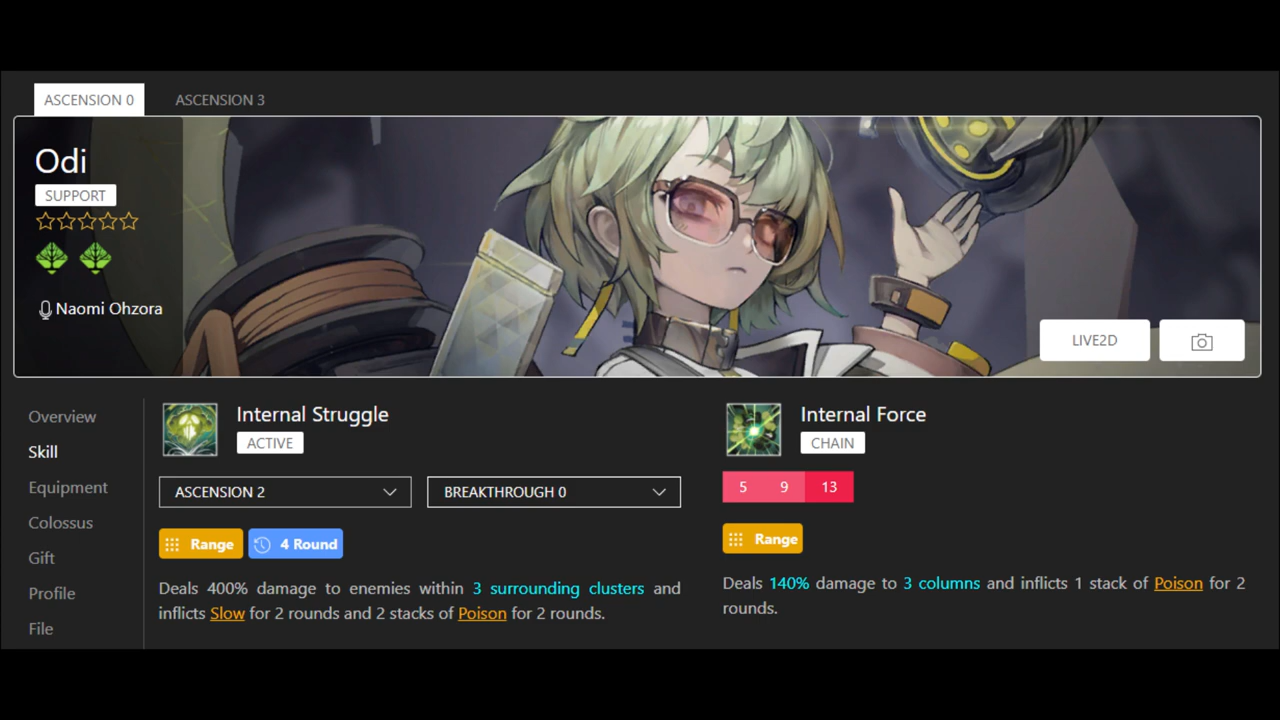 ASCENSION 0
ASCENSION 3
Odi
SUPPORT
Naomi Ohzora
LIVE2D
Overview
Skill
Equipment
Colossus
Gift
Profile
File
Internal Struggle
ACTIVE
ASCENSION 2
BREAKTHROUGH 0
Range
4 Round
Deals 400% damage to enemies within 3 surrounding clusters and
inflicts Slow for 2 rounds and 2 stacks of Poison for 2 rounds.
Internal Force
CHAIN
5 9 13
Range
Deals 140% damage to 3 columns and inflicts 1 stack of Poison for 2
rounds.